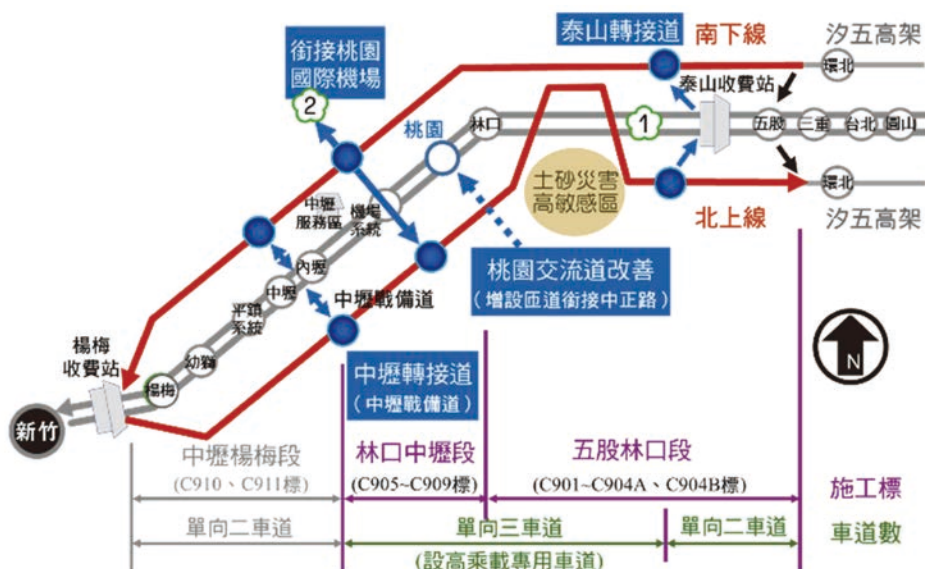 銜接桃園
國際機場
2
泰山轉接道
南下線
汐五高架
環北
泰山收費站
桃園
林口
1
五股
三重
台北
圓山
土砂災害
高敏感區
北上線
環北
汐五高架
中壢
服務區
機場
系統
內壢
中壢
平鎮
系統
幼獅
楊梅
楊梅
收費站
新竹
中壢戰備道
桃園交流道改善
(增設匝道銜接中正路)
N
中壢轉接道
(中壢戰備道)
中壢楊梅段
(C910、C911標)
林口中壢段
(C905~C909標)
五股林口段
(C901~C904A、C904B標)
施工標
單向二車道
單向三車道
(設高乘載專用車道)
單向二車道
車道數